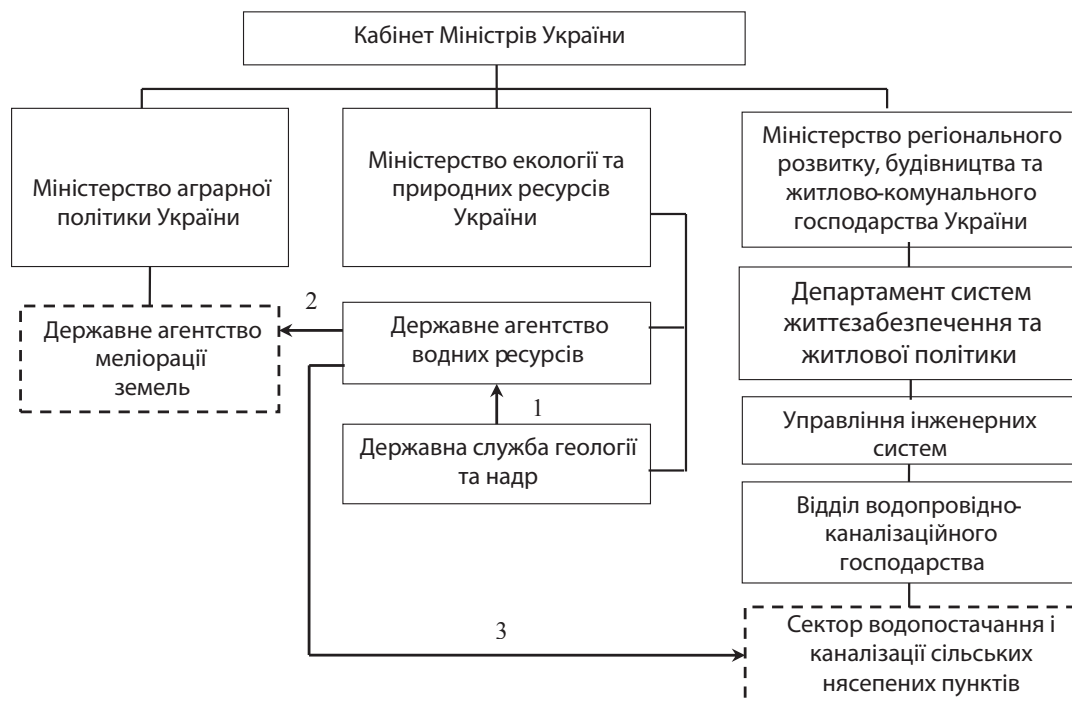 Кабінет Міністрів України
Міністерство аграрної
політики України
Міністерство екології та
природних ресурсів
України
Міністерство регіонального
розвитку, будівництва та
житлово-комунального
господарства України
Державне агентство
меліорації
земель
2
Державне агентство
водних ресурсів
1
Державна служба геології
та надр
Департамент систем
життєзабезпечення та
житлової політики
Управління інженерних
систем
Відділ водопровідно-
каналізаційного
господарства
3
Сектор водопостачання і
каналізації сільських
нясепених пунктів